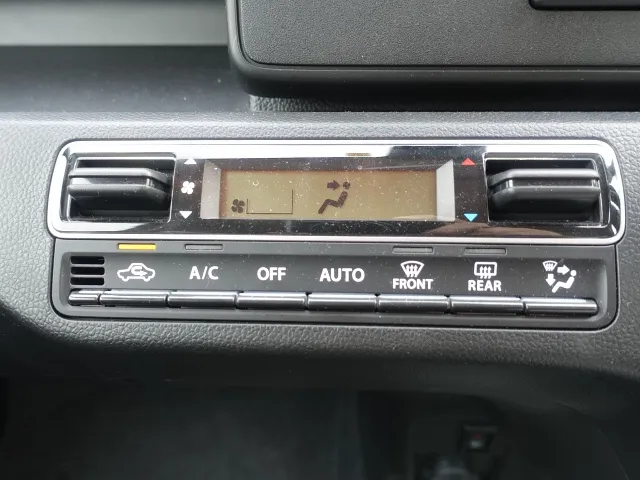 A/C OFF AUTO FRONT REAR